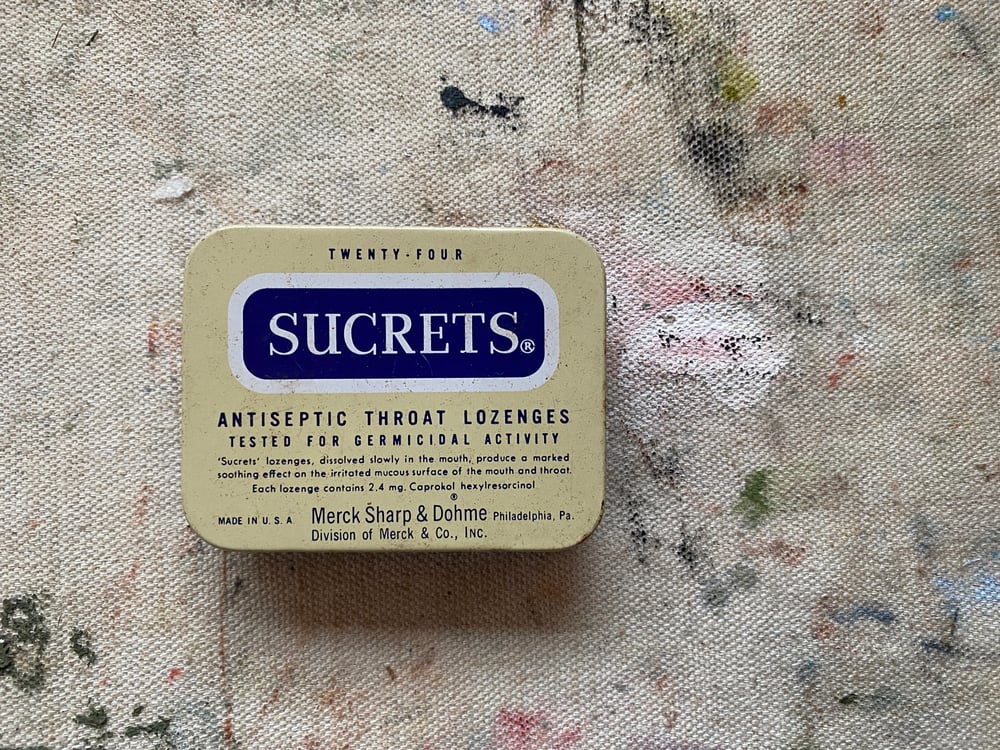 TWENTY-FOUR
SUCRETS®
ANTISEPTIC THROAT LOZENGES
TESTED FOR GERMICIDAL ACTIVITY
'Sucrets' lozenges, dissolved slowly in the mouth, produce a marked
soothing effect on the irritated mucous surface of the mouth and throat.
Each lozenge contains 2.4 mg. Caprokol® hexylresorcinol
MADE IN U.S.A. Merck Sharp & Dohme Philadelphia, Pa.
Division of Merck & Co., INC.